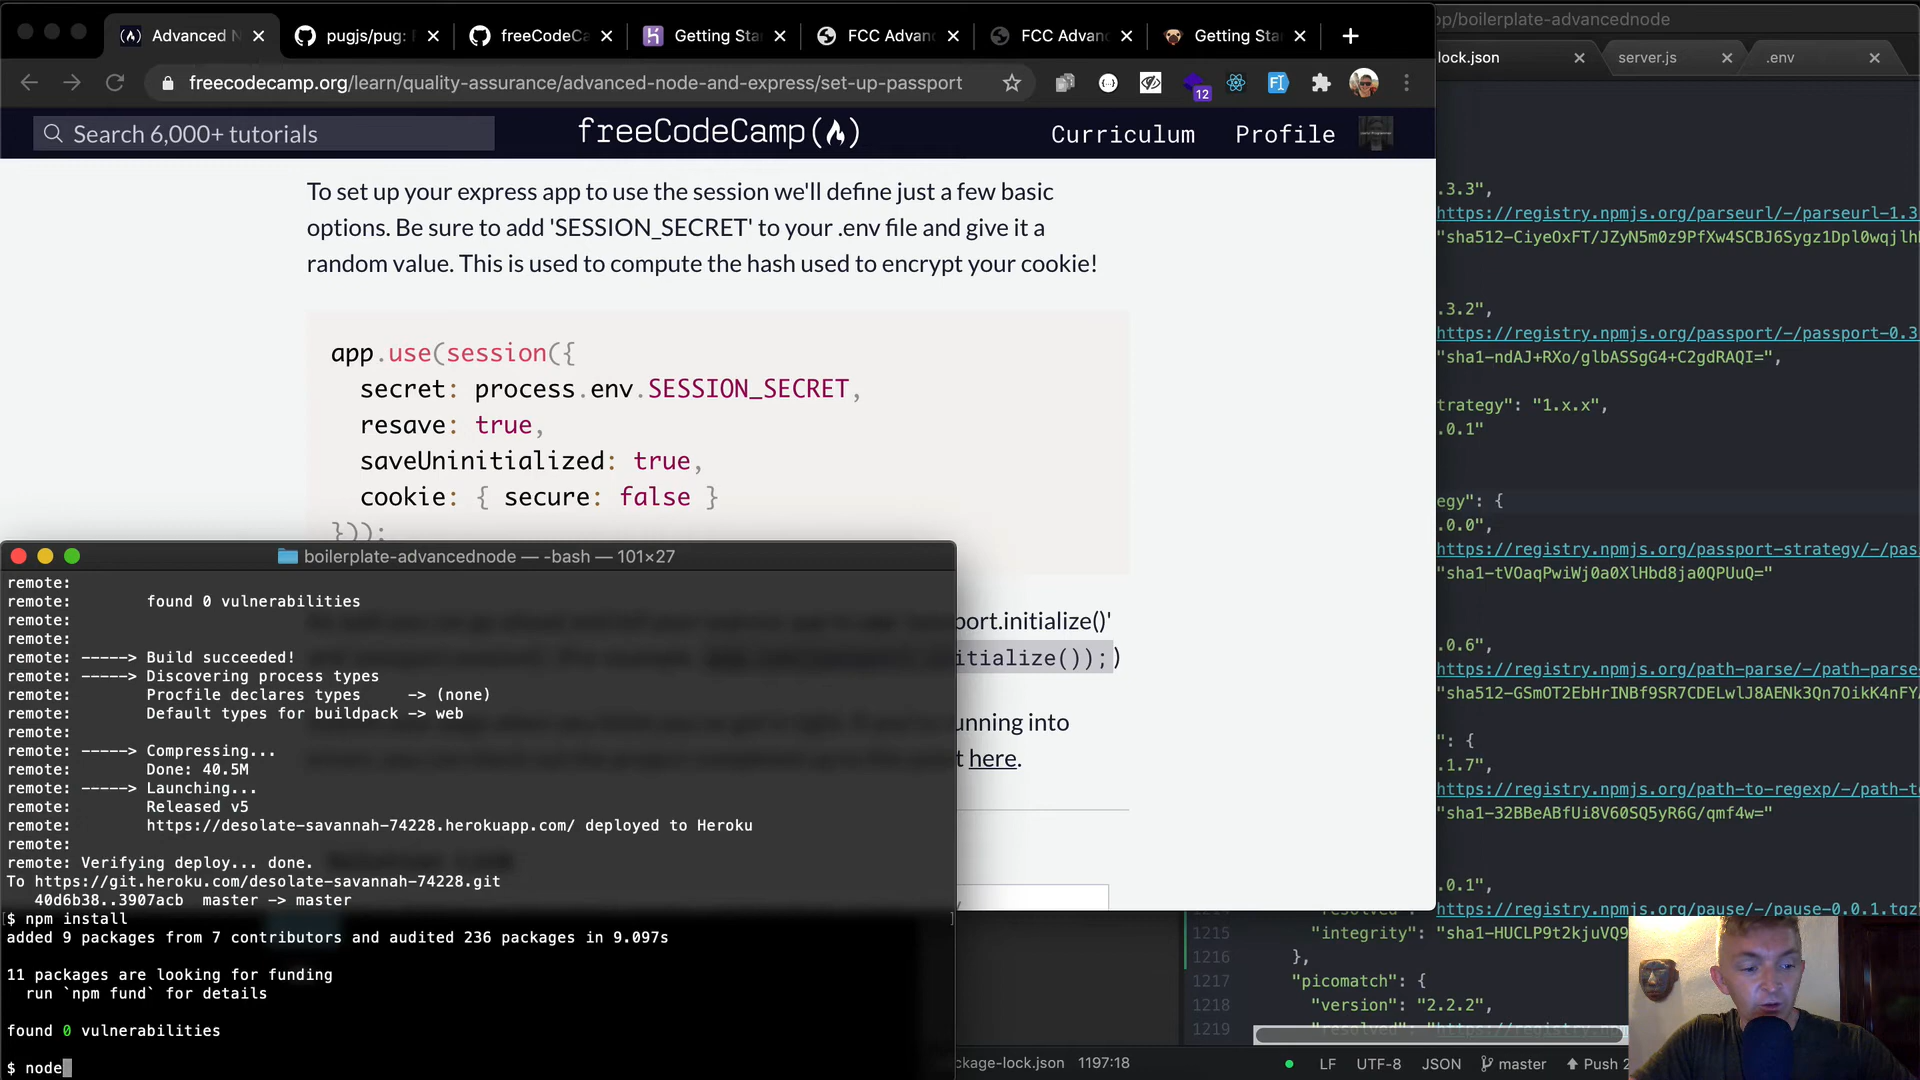 Advanced N
pugjs/pug:
freeCodeCa
Getting Sta
FCC Advan
FCC Advan
Getting Sta
op/boilerplate-advancednode
lock.json
server.js
.env
freecodecamp.org/learn/quality-assurance/advanced-node-and-express/set-up-passport
12
Search 6,000+ tutorials
freeCodeCamp
Curriculum
Profile
To set up your express app to use the session we'll define just a few basic
options. Be sure to add 'SESSION_SECRET' to your .env file and give it a
random value. This is used to compute the hash used to encrypt your cookie!
app.use(session({
secret: process.env.SESSION_SECRET,
resave: true,
saveUninitialized: true,
cookie: { secure: false }
}));
port.initialize()'
itialize());)
unning into
here.
boilerplate-advancednode — -bash — 101×27
remote:
remote: found 0 vulnerabilities
remote:
remote:
remote: -----> Build succeeded!
remote: -----> Discovering process types
remote: Procfile declares types -> (none)
remote: Default types for buildpack -> web
remote:
remote: -----> Compressing...
remote: Done: 40.5M
remote: -----> Launching...
remote: Released v5
remote: https://desolate-savannah-74228.herokuapp.com/ deployed to Heroku
remote:
remote: Verifying deploy... done.
To https://git.heroku.com/desolate-savannah-74228.git
40d6b38..3907acb master -> master
[$ npm install ]
added 9 packages from 7 contributors and audited 236 packages in 9.097s
11 packages are looking for funding
run `npm fund` for details
found 0 vulnerabilities
$ node
.3.3",
https://registry.npmjs.org/parseurl/-/parseurl-1.3
"sha512-CiyeOxFT/JZyN5m0z9PfXw4SCBJ6Sygz1Dpl0wqjlh
.3.2",
https://registry.npmjs.org/passport/-/passport-0.3
"sha1-ndAJ+RXo/glbASSgG4+C2gdRAQI=",
trategy": "1.x.x",
.0.1"
egy": {
.0.0",
https://registry.npmjs.org/passport-strategy/-/pas
"sha1-tVOaqPwiWj0a0XlHbd8ja0QPUuQ="
.0.6"
https://registry.npmjs.org/path-parse/-/path-parse
"sha512-GSmOT2EbHrINBf9SR7CDELwlJ8AENk3Qn7OikK4nFY
": {
.1.7",
https://registry.npmjs.org/path-to-regexp/-/path-t
"sha1-32BBeABfUi8V60SQ5yR6G/qmf4w="
.0.1",
https://registry.npmjs.org/pause/-/pause-0.0.1.tgz
1215 "integrity": "sha1-HUCLP9t2kjuVQ9
1216 },
1217 "picomatch": {
1218 "version": "2.2.2",
1219
ckage-lock.json 1197:18
LF UTF-8 JSON master Push 2